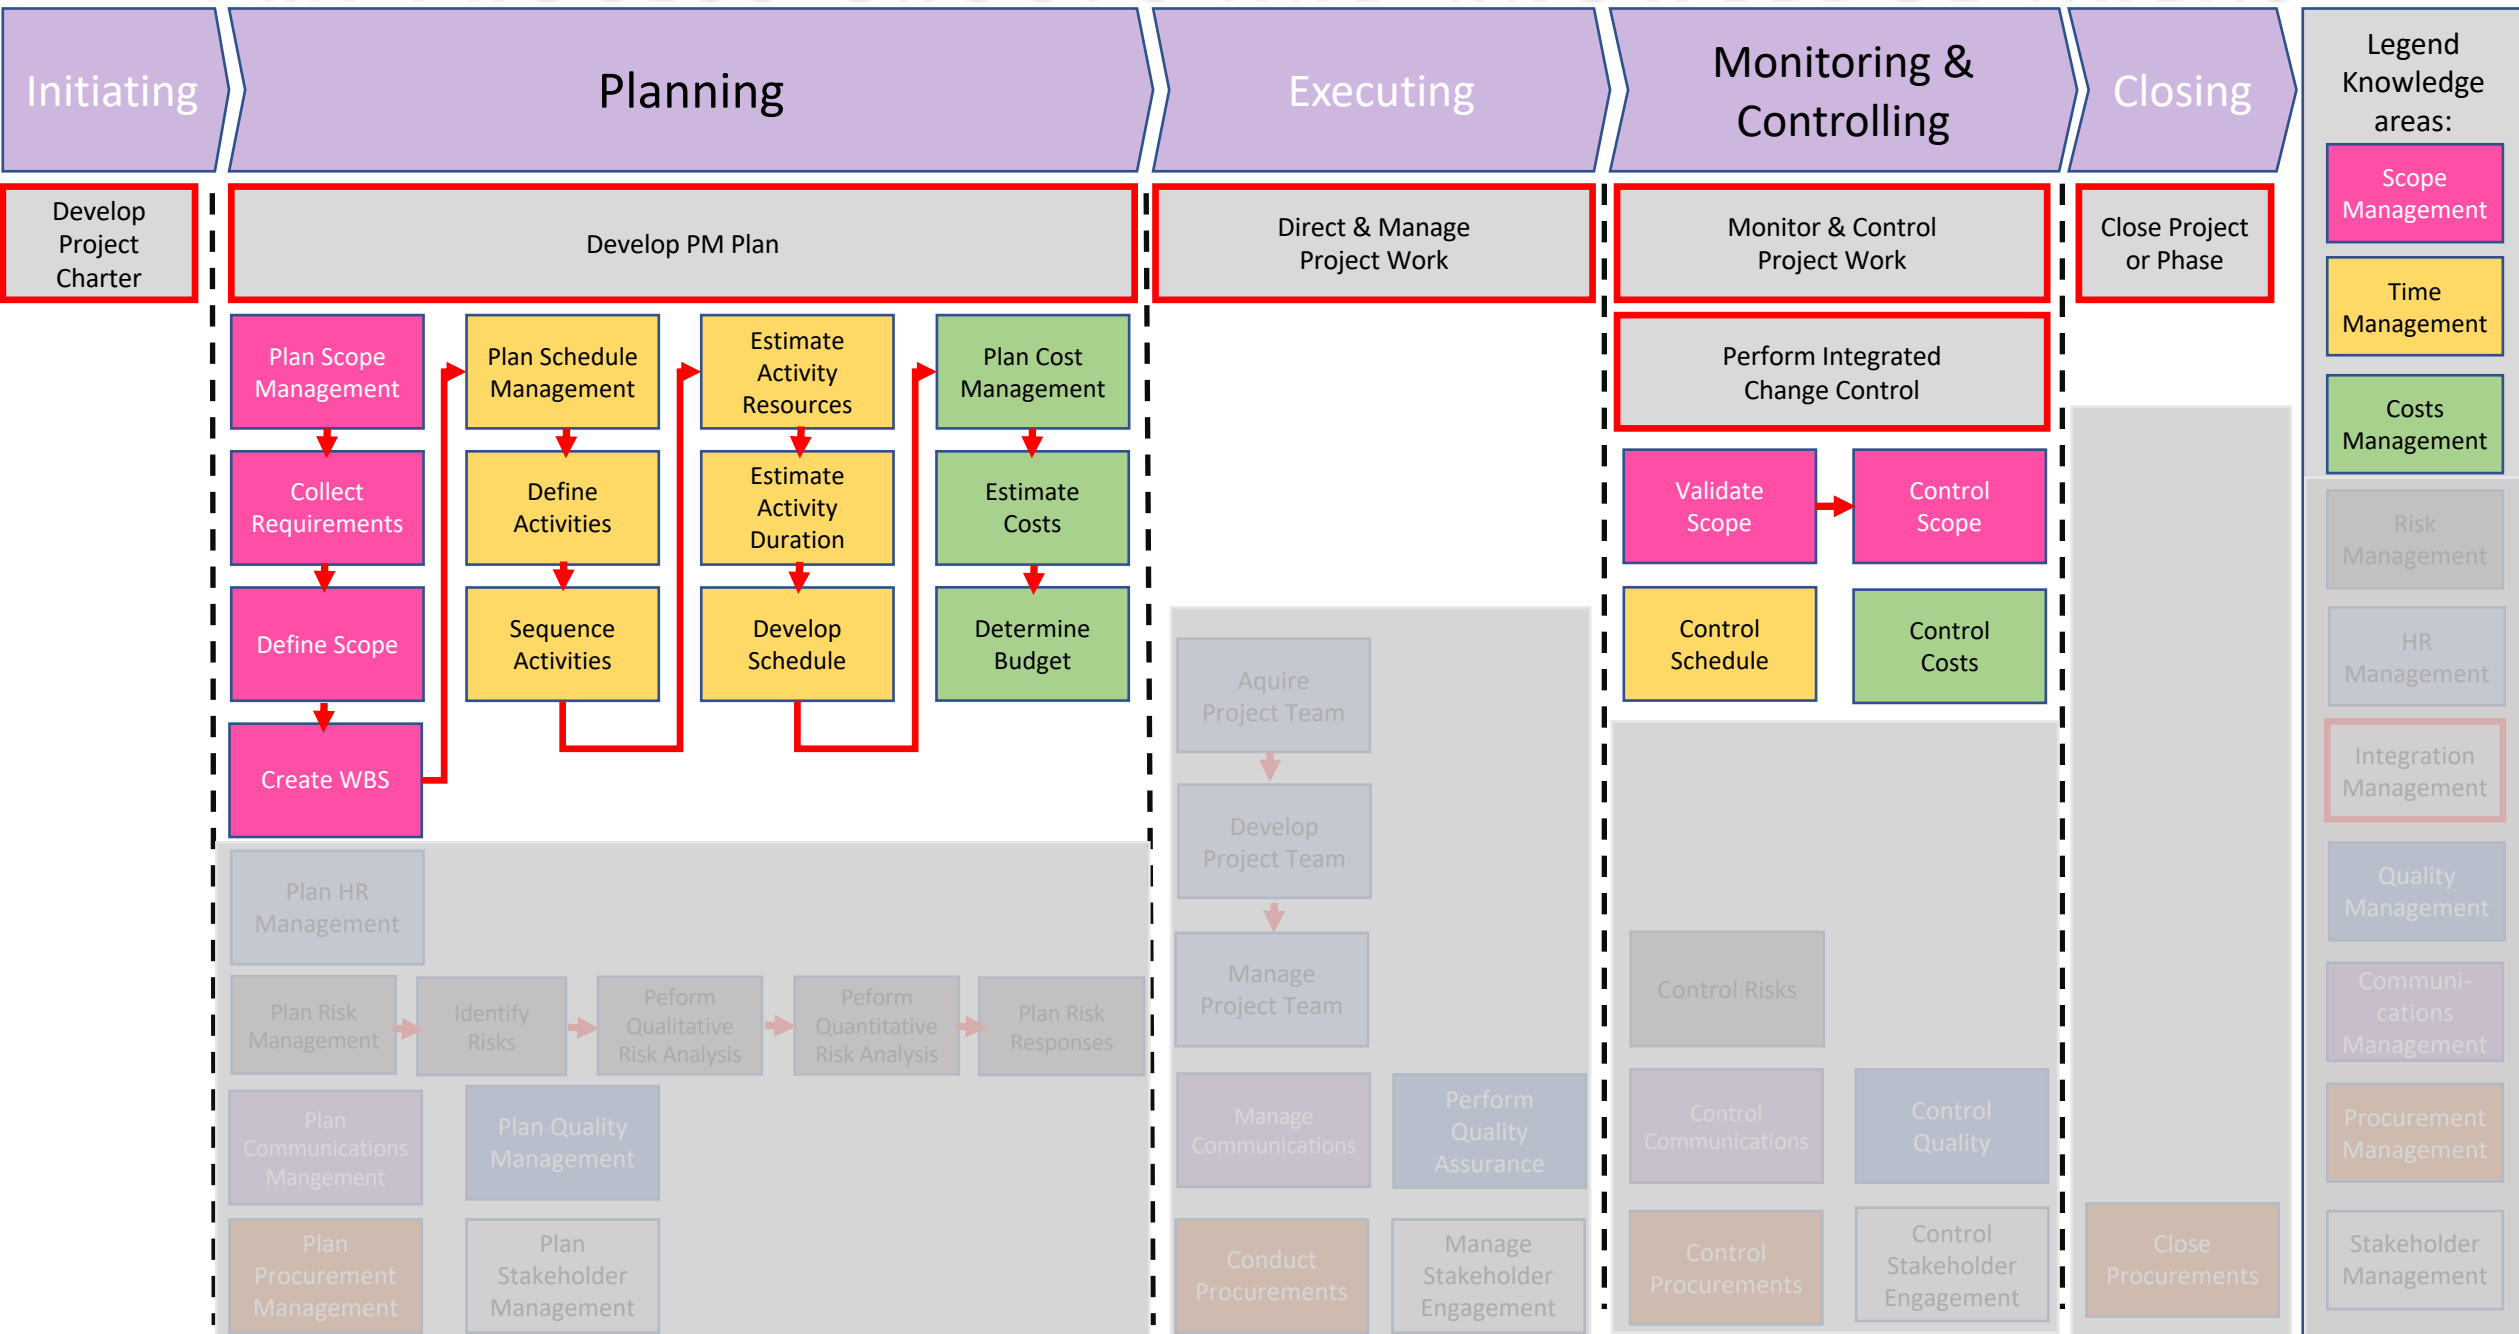 Initiating
Planning
Executing
Monitoring &
Controlling
Closing
Legend
Knowledge
areas:
Develop
Project
Charter
Develop PM Plan
Direct & Manage
Project Work
Monitor & Control
Project Work
Close Project
or Phase
Perform Integrated
Change Control
Plan Scope
Management
Plan Schedule
Management
Estimate
Activity
Resources
Plan Cost
Management
Collect
Requirements
Define
Activities
Estimate
Activity
Duration
Estimate
Costs
Define Scope
Sequence
Activities
Develop
Schedule
Determine
Budget
Create WBS
Validate
Scope
Control
Scope
Control
Schedule
Control
Costs
Plan HR
Management
Plan Risk
Management
Identify
Risks
Peform
Qualitative
Risk Analysis
Peform
Quantitative
Risk Analysis
Plan Risk
Responses
Plan
Communications
Mangement
Plan Quality
Management
Plan
Procurement
Management
Plan
Stakeholder
Management
Aquire
Project Team
Develop
Project Team
Manage
Project Team
Manage
Communications
Perform
Quality
Assurance
Conduct
Procurements
Manage
Stakeholder
Engagement
Control Risks
Control
Communications
Control
Quality
Control
Procurements
Control
Stakeholder
Engagement
Close
Procurements
Scope
Management
Time
Management
Costs
Management
Risk
Management
HR
Management
Integration
Management
Quality
Management
Communi-
cations
Management
Procurement
Management
Stakeholder
Management